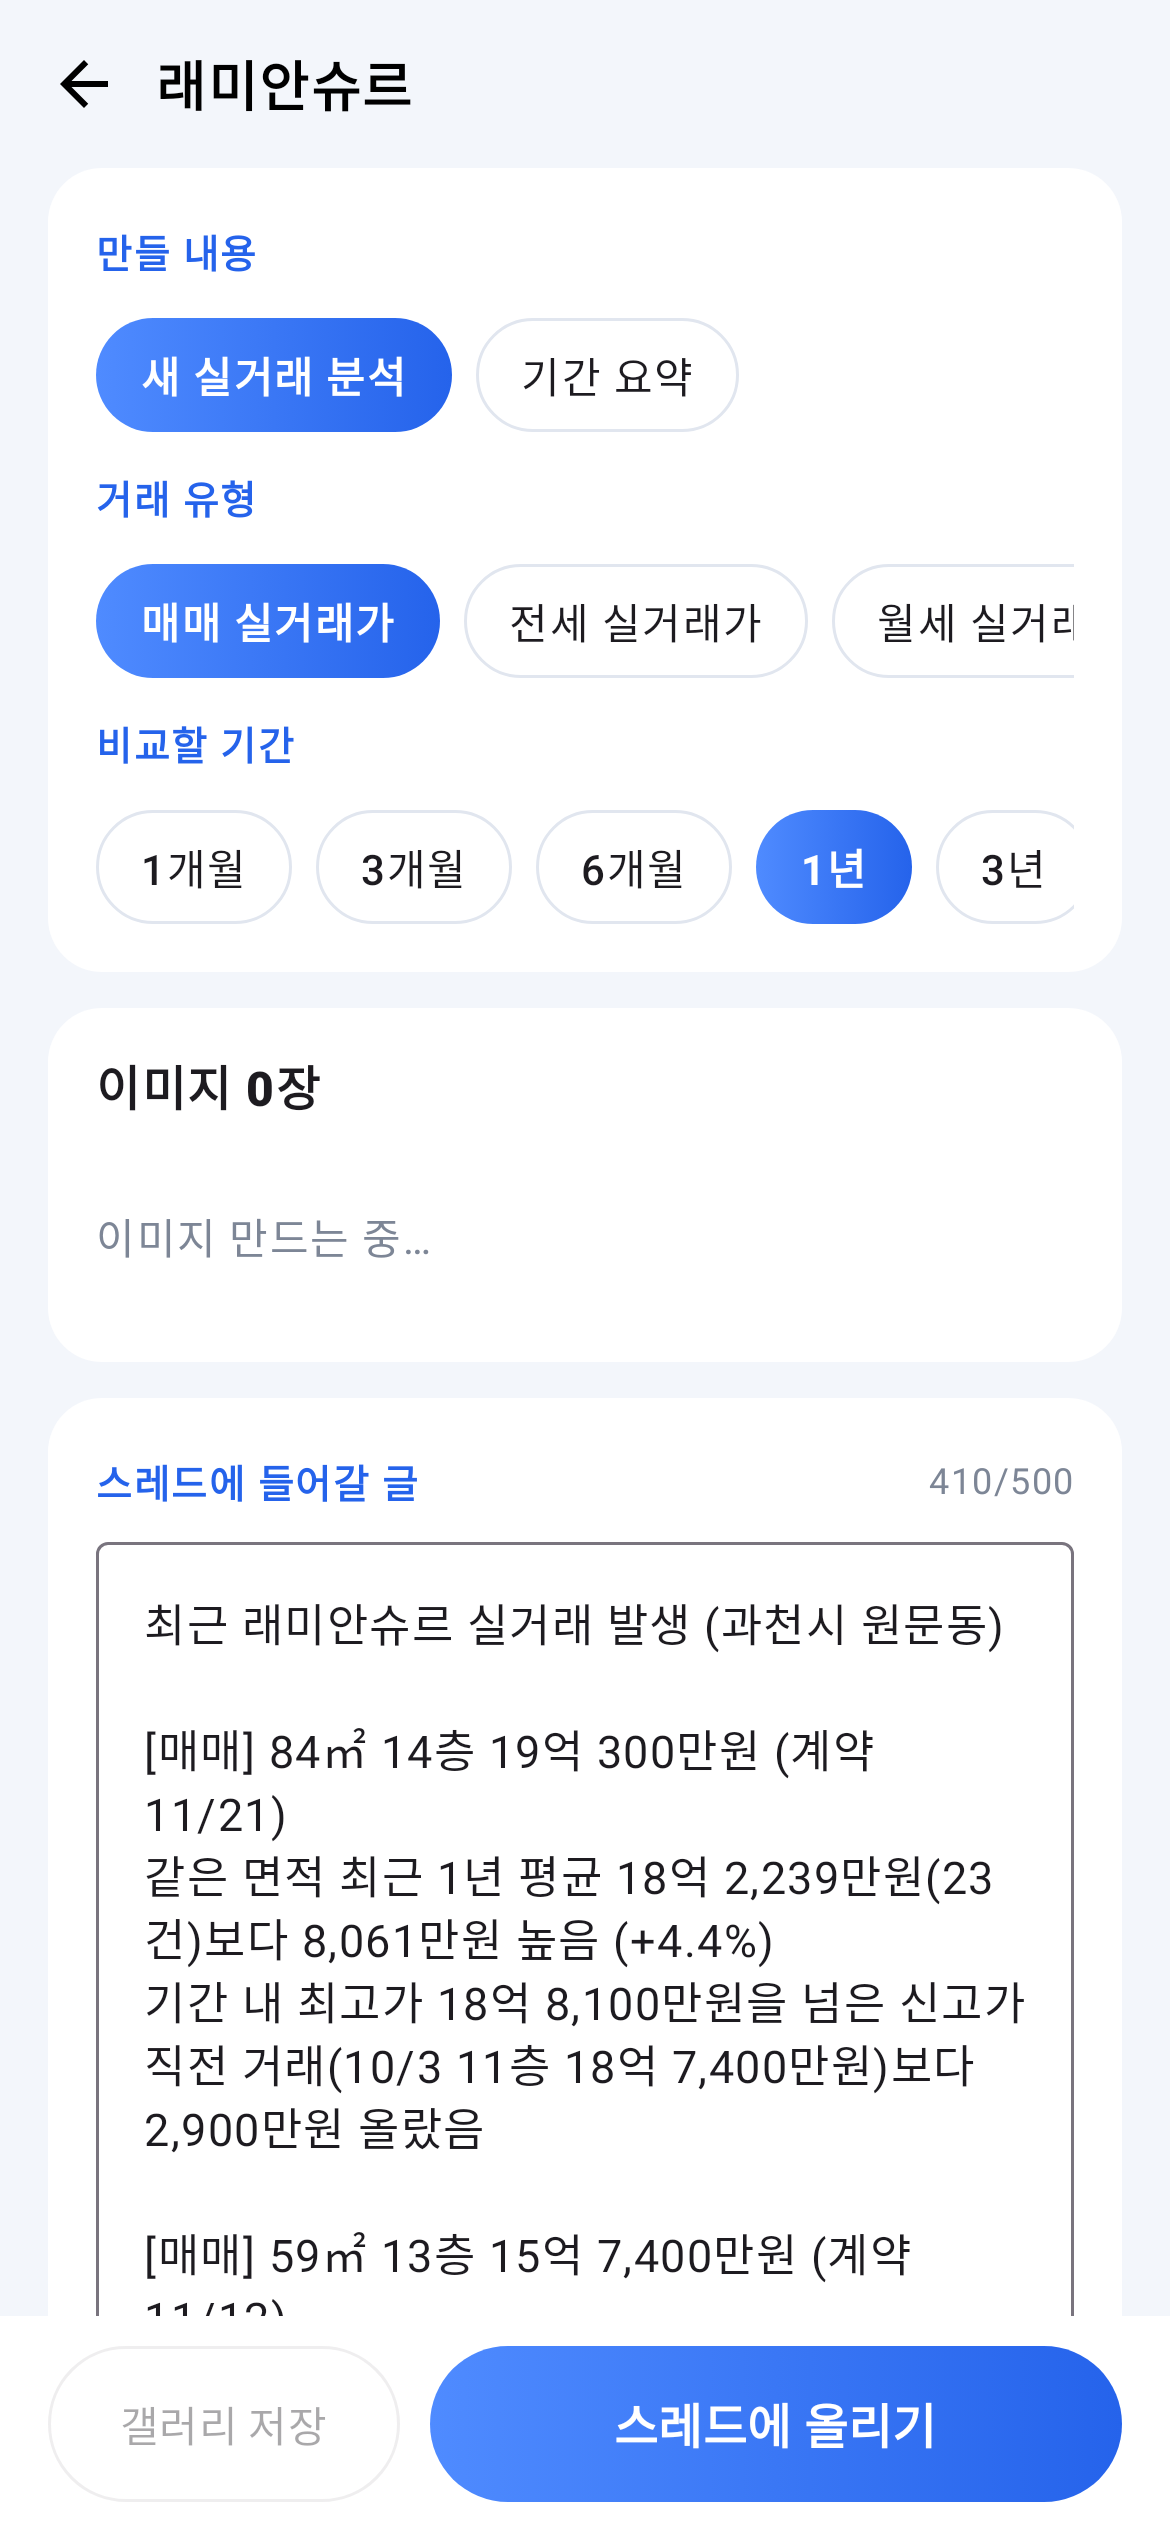 래미안슈르
만들 내용
새 실거래 분석
기간 요약
거래 유형
매매 실거래가
전세 실거래가
월세 실거래
비교할 기간
1개월
3개월
6개월
1년
3년
이미지 0장
이미지 만드는 중...
스레드에 들어갈 글
410/500
최근 래미안슈르 실거래 발생 (과천시 원문동)
[매매] 84㎡ 14층 19억 300만원 (계약
11/21)
같은 면적 최근 1년 평균 18억 2,239만원(23
건)보다 8,061만원 높음 (+4.4%)
기간 내 최고가 18억 8,100만원을 넘은 신고가
직전 거래(10/3 11층 18억 7,400만원)보다
2,900만원 올랐음
[매매] 59㎡ 13층 15억 7,400만원 (계약
갤러리 저장
스레드에 올리기